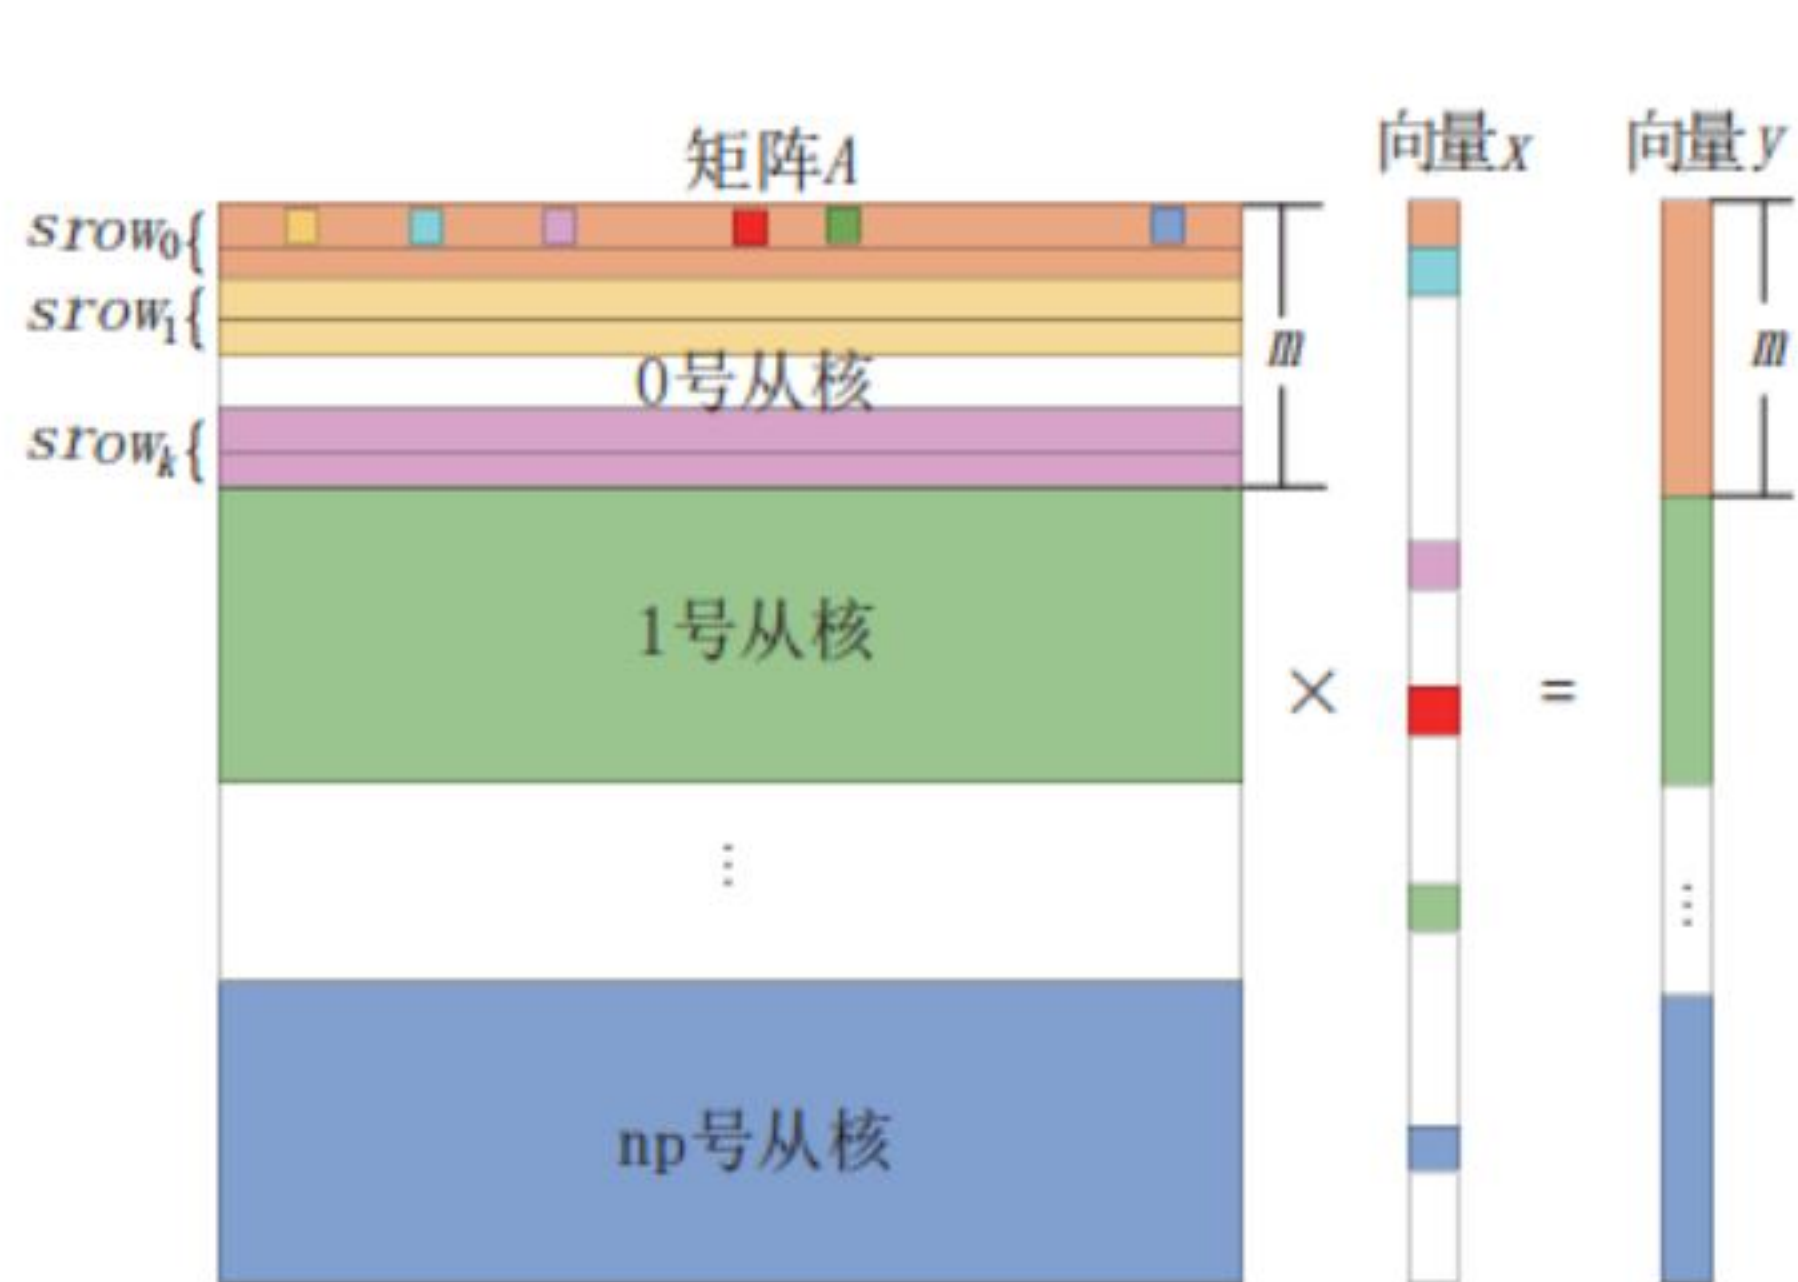 矩阵A
向量x
向量y
srow0{
srow1{
0号从核
srowk{
m
m
1号从核
×
=
⋮
⋮
np号从核